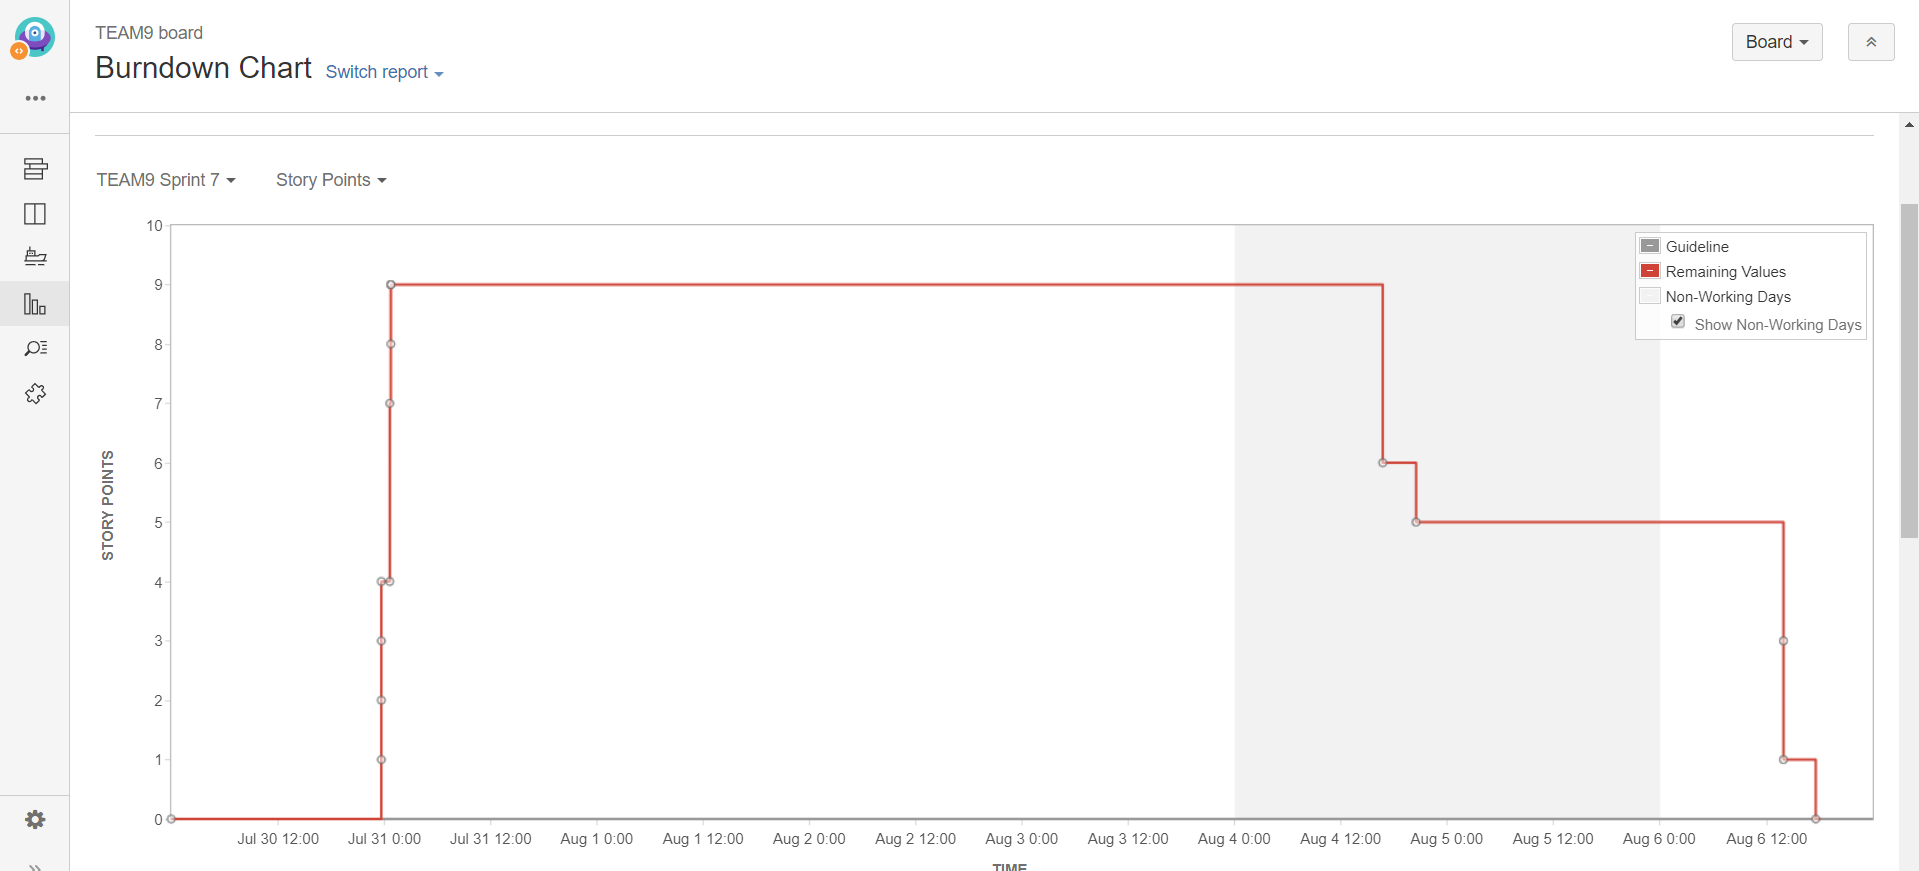 TEAM9 board
Burndown Chart Switch report
Board
TEAM9 Sprint 7 Story Points
10
9
8
7
6
5
4
3
2
1
0
STORY POINTS
Guideline
Remaining Values
Non-Working Days
Show Non-Working Days
Jul 30 12:00 Jul 31 0:00 Jul 31 12:00 Aug 1 0:00 Aug 1 12:00 Aug 2 0:00 Aug 2 12:00 Aug 3 0:00 Aug 3 12:00 Aug 4 0:00 Aug 4 12:00 Aug 5 0:00 Aug 5 12:00 Aug 6 0:00 Aug 6 12:00
TIME